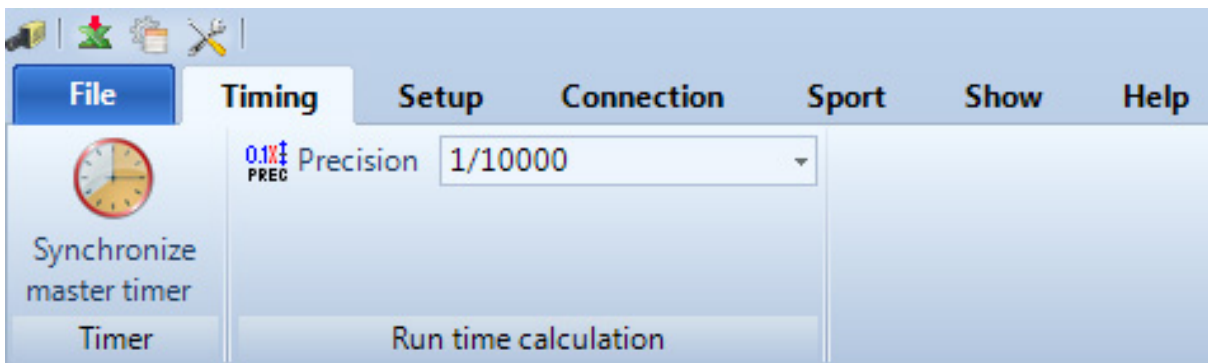 File Timing Setup Connection Sport Show Help
0.1X PREC Precision 1/10000
Synchronize
master timer
Timer Run time calculation